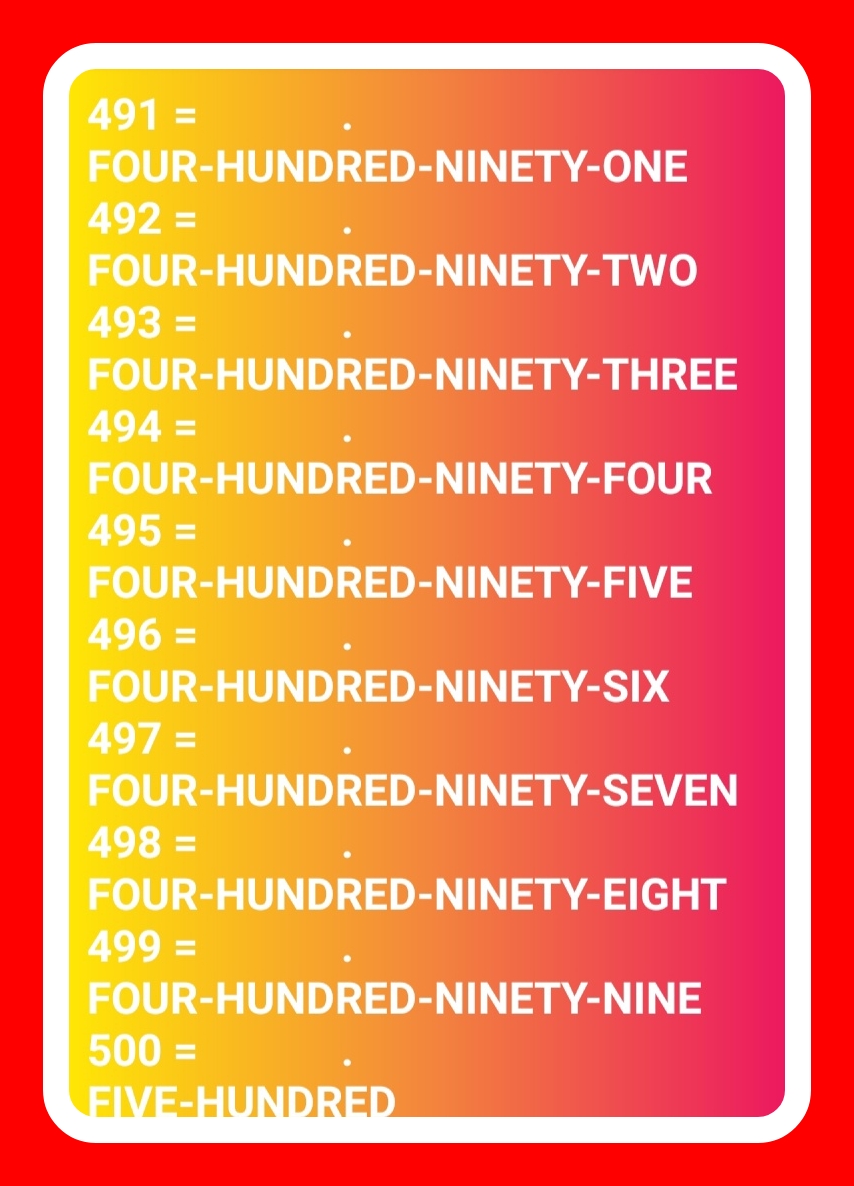 491 = .
FOUR-HUNDRED-NINETY-ONE
492 = .
FOUR-HUNDRED-NINETY-TWO
493 = .
FOUR-HUNDRED-NINETY-THREE
494 = .
FOUR-HUNDRED-NINETY-FOUR
495 = .
FOUR-HUNDRED-NINETY-FIVE
496 = .
FOUR-HUNDRED-NINETY-SIX
497 = .
FOUR-HUNDRED-NINETY-SEVEN
498 = .
FOUR-HUNDRED-NINETY-EIGHT
499 = .
FOUR-HUNDRED-NINETY-NINE
500 = .
FIVE-HUNDRED